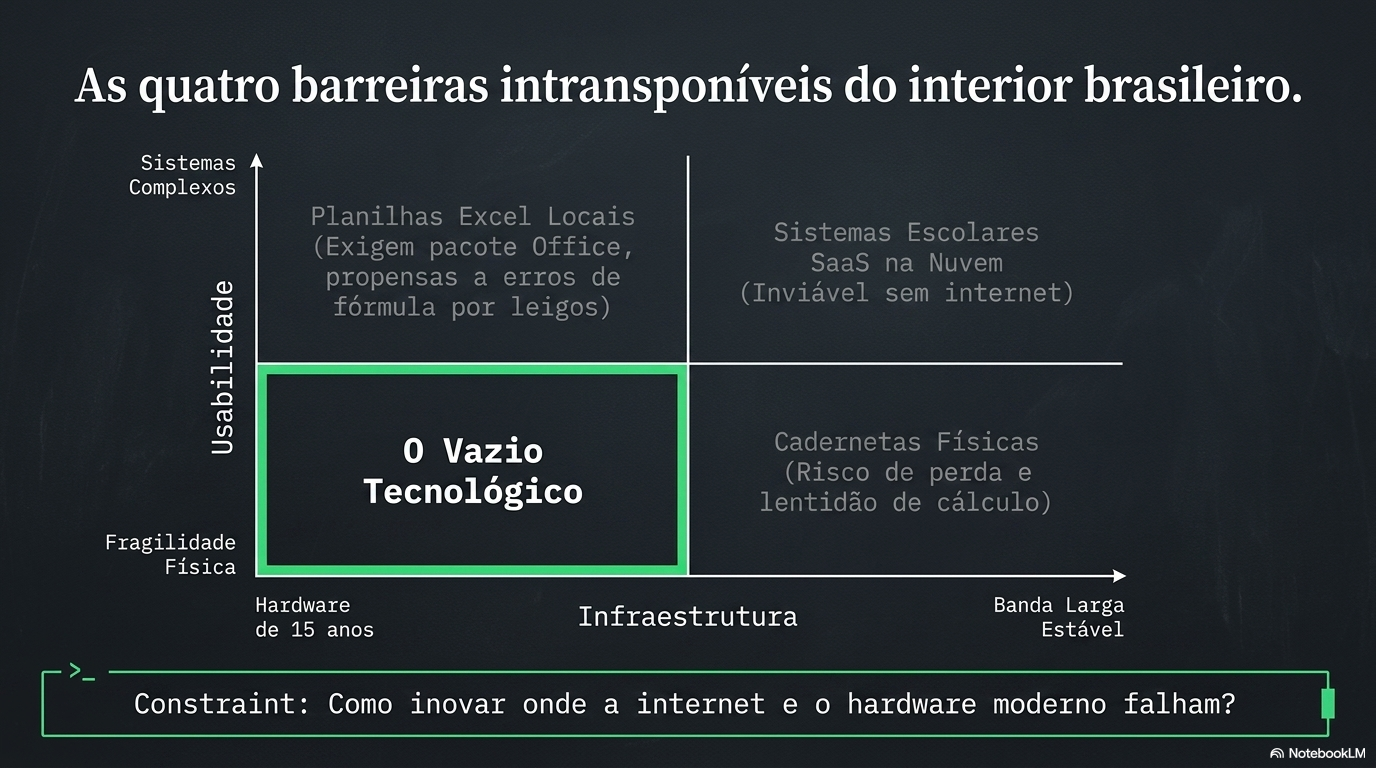 As quatro barreiras intransponíveis do interior brasileiro.
Sistemas
Complexos
Planilhas Excel Locais
(Exigem pacote Office,
propensas a erros de
fórmula por leigos)
Sistemas Escolares
SaaS na Nuvem
(Inviável sem internet)
Usabilidade
O Vazio
Tecnológico
Cadernetas Físicas
(Risco de perda e
lentidão de cálculo)
Fragilidade
Física
Hardware
de 15 anos
Infraestrutura
Banda Larga
Estável
>_
Constraint: Como inovar onde a internet e o hardware moderno falham?
NotebookLM